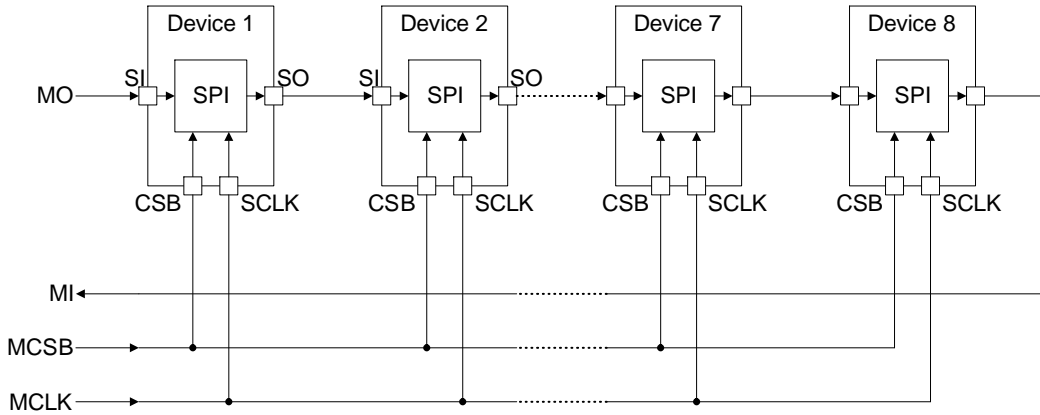 Device 1 Device 2 Device 7 Device 8
SI SO SI SO
MO SPI SPI SPI SPI
CSB SCLK CSB SCLK CSB SCLK CSB SCLK
MI
MCSB
MCLK